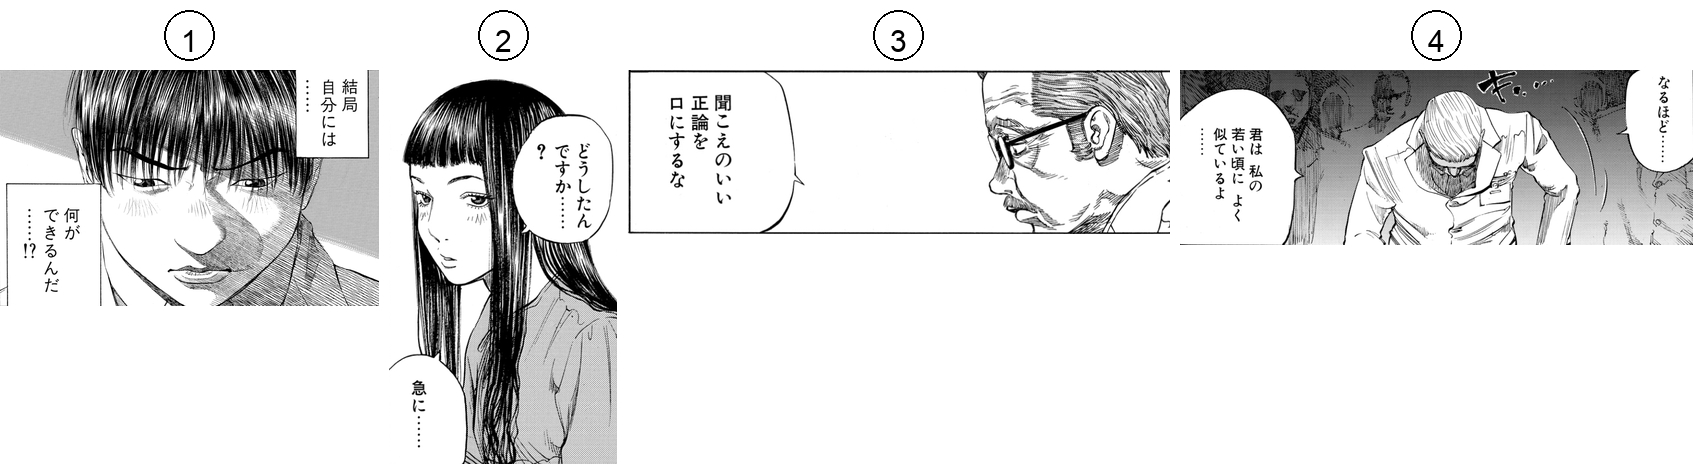 1
結局
自分には
……
何が
できるんだ
……!?
2
どうしたん
ですか……
？
急に……
3
聞こえのいい
正論を
口にするな
4
なるほど……
ギ…
君は 私の
若い頃に よく
似ているよ
……